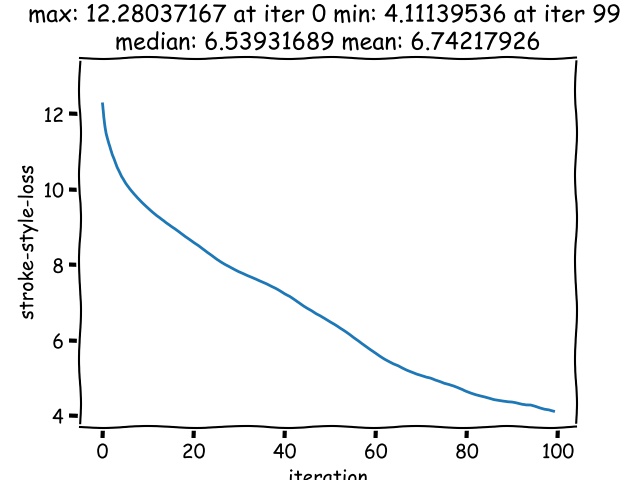 max: 12.28037167 at iter 0 min: 4.11139536 at iter 99
median: 6.53931689 mean: 6.74217926
12
10
8
6
4
stroke-style-loss
0 20 40 60 80 100
iteration